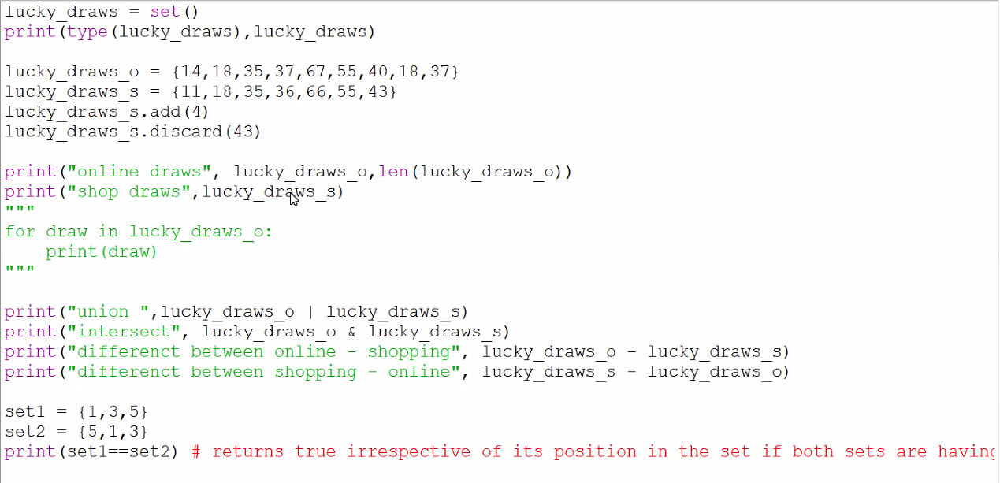 lucky_draws = set()
print(type(lucky_draws),lucky_draws)
lucky_draws_o = {14,18,35,37,67,55,40,18,37}
lucky_draws_s = {11,18,35,36,66,55,43}
lucky_draws_s.add(4)
lucky_draws_s.discard(43)
print("online draws", lucky_draws_o,len(lucky_draws_o))
print("shop draws",lucky_draws_s)
"""
for draw in lucky_draws_o:
    print(draw)
"""
print("union ",lucky_draws_o | lucky_draws_s)
print("intersect", lucky_draws_o & lucky_draws_s)
print("differenct between online - shopping", lucky_draws_o - lucky_draws_s)
print("differenct between shopping - online", lucky_draws_s - lucky_draws_o)
set1 = {1,3,5}
set2 = {5,1,3}
print(set1==set2) # returns true irrespective of its position in the set if both sets are having